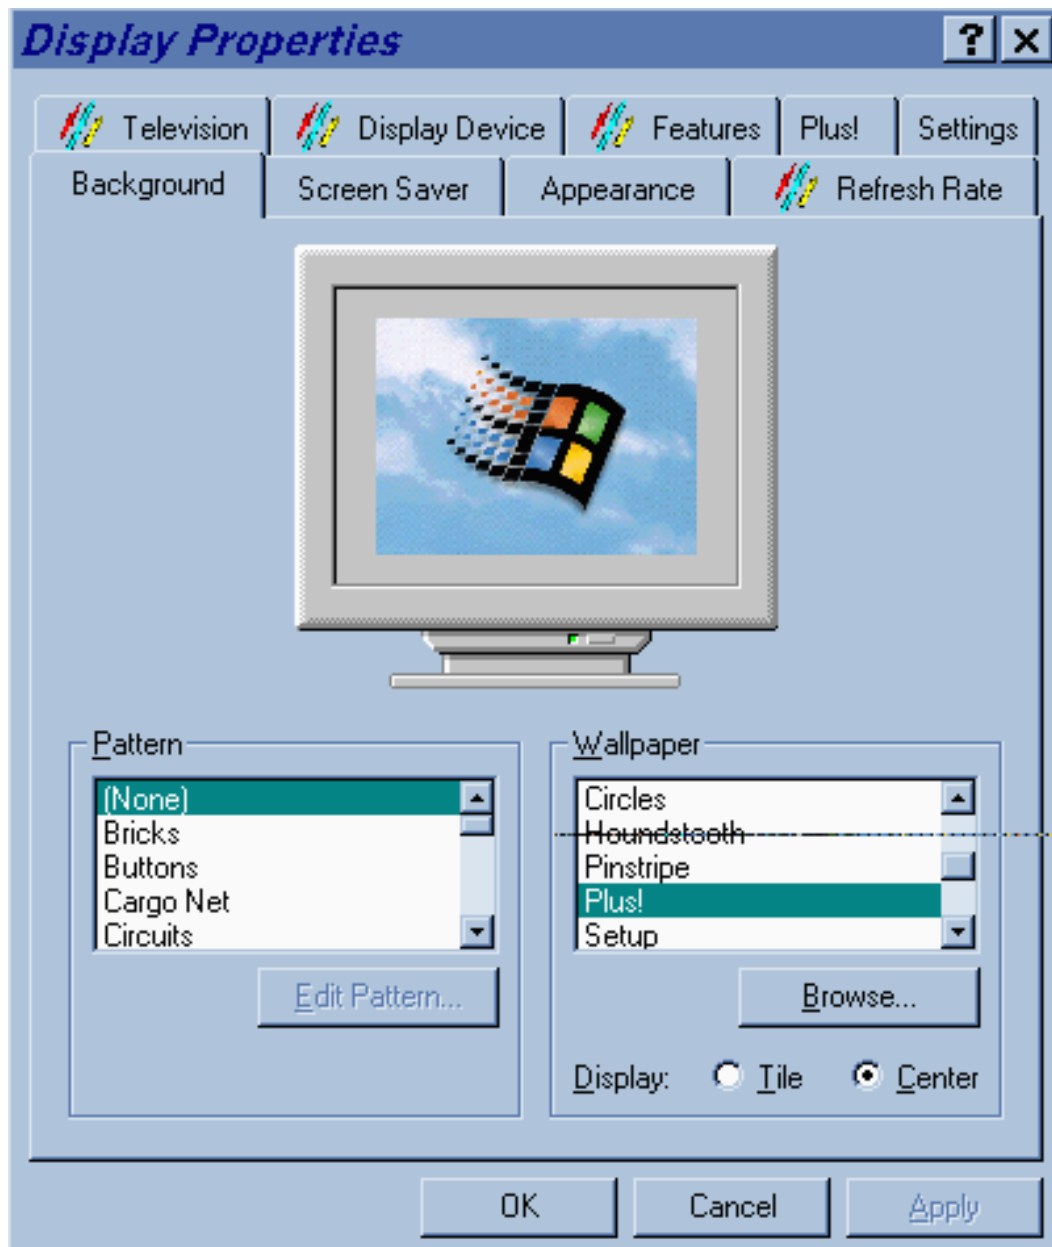 Display Properties
Television Display Device Features Plus! Settings
Background Screen Saver Appearance Refresh Rate
Pattern
(None)
Bricks
Buttons
Cargo Net
Circuits
Edit Pattern...
Wallpaper
Circles
Houndstooth
Pinstripe
Plus!
Setup
Browse...
Display: Tile Center
OK Cancel Apply